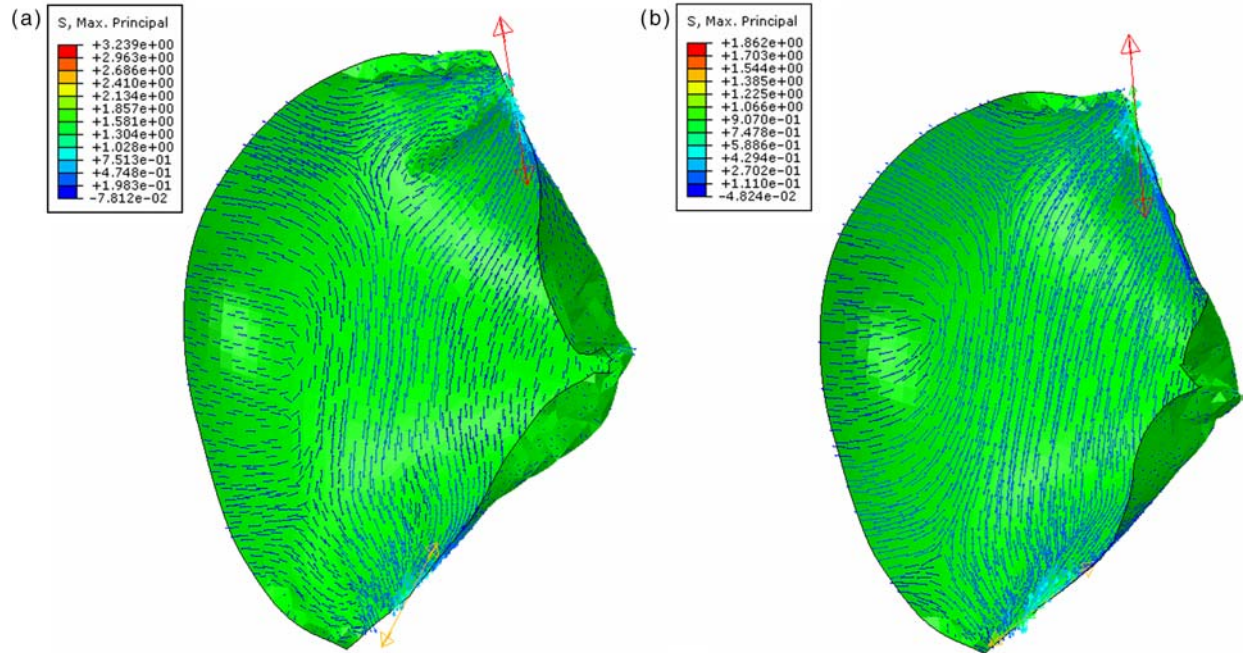 (a)
S, Max. Principal
+3.239e+00
+2.963e+00
+2.686e+00
+2.410e+00
+2.134e+00
+1.857e+00
+1.581e+00
+1.304e+00
+1.028e+00
+7.513e-01
+4.748e-01
+1.983e-01
-7.812e-02
(b)
S, Max. Principal
+1.862e+00
+1.703e+00
+1.544e+00
+1.385e+00
+1.225e+00
+1.066e+00
+9.070e-01
+7.478e-01
+5.886e-01
+4.294e-01
+2.702e-01
+1.110e-01
-4.824e-02